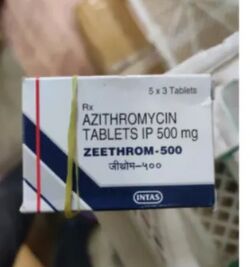 5 x 3 Tablets
Rx
AZITHROMYCIN
TABLETS IP 500 mg
ZEETHROM-500
जीथ्रोम-५००
INTAS